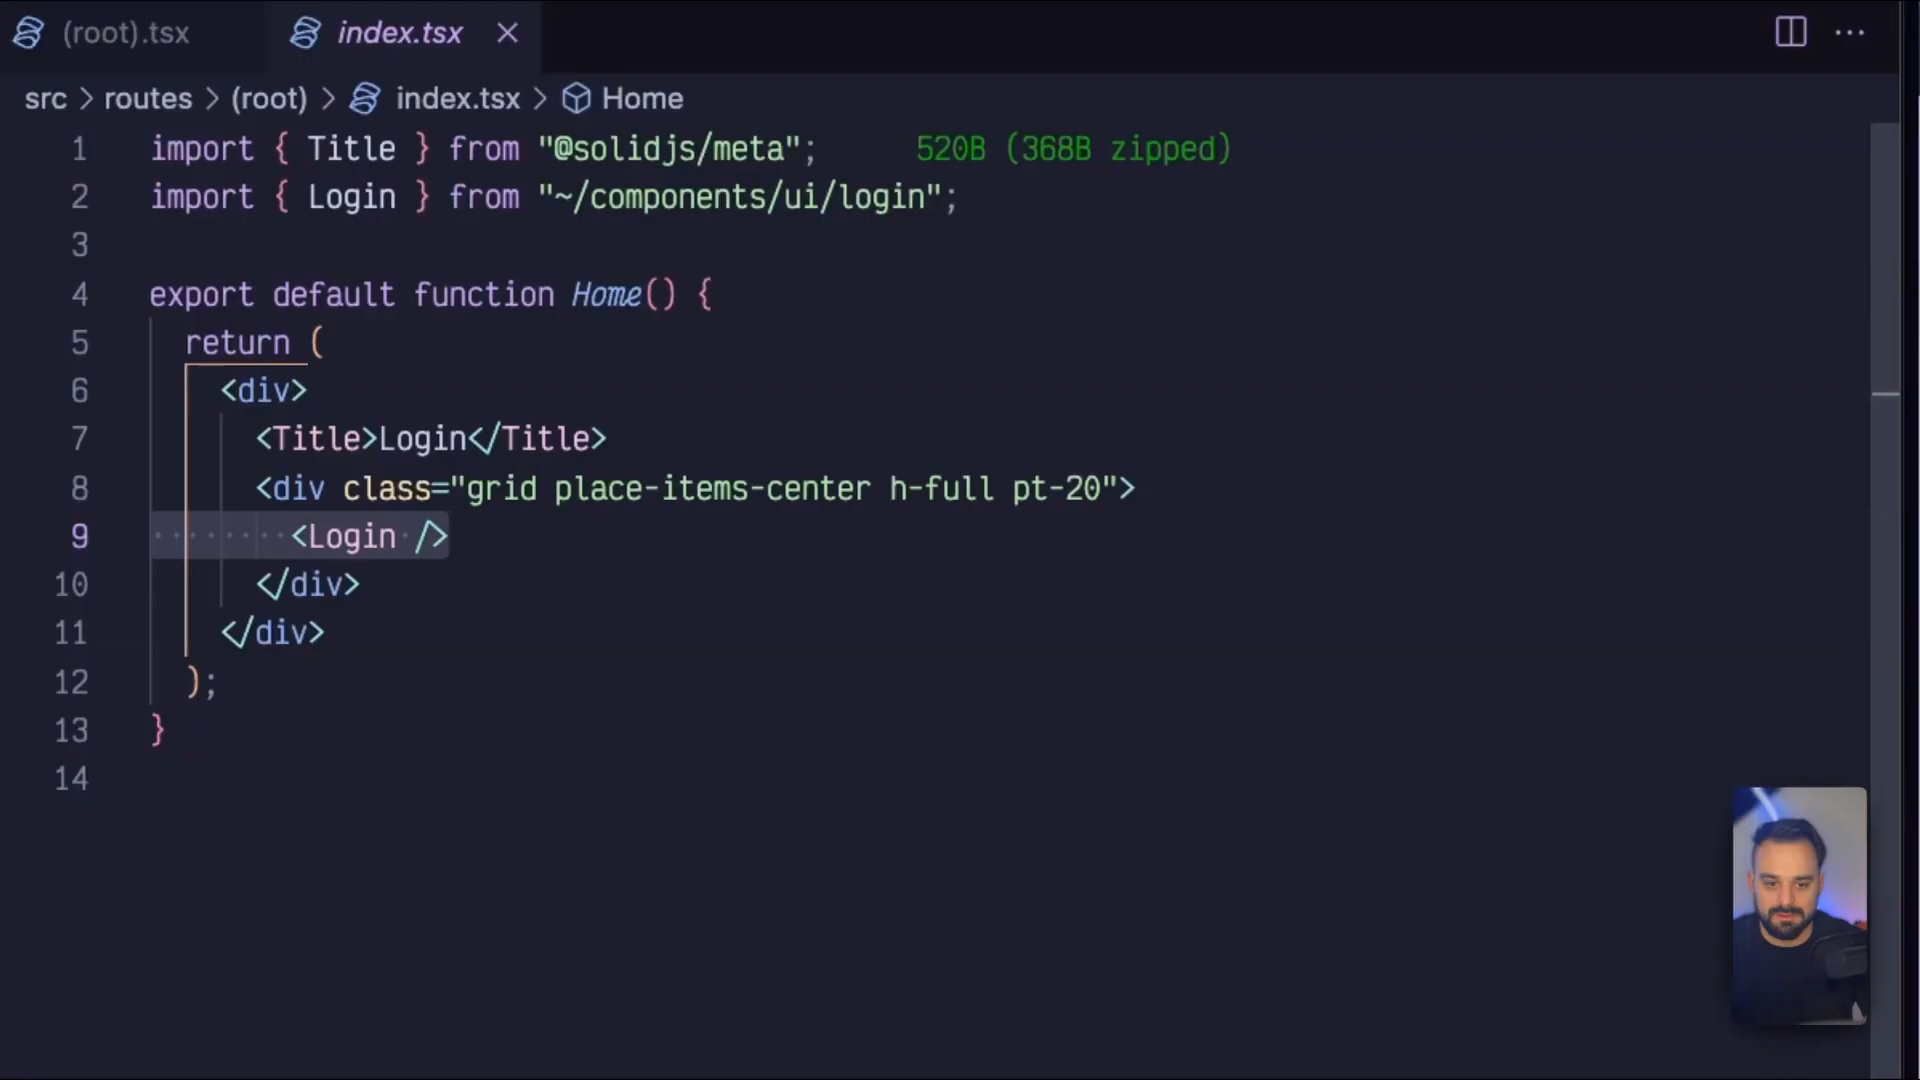 (root).tsx
index.tsx
src > routes > (root) > index.tsx > Home
1 import { Title } from "@solidjs/meta"; 520B (368B zipped)
2 import { Login } from "~/components/ui/login";
3
4 export default function Home() {
5 return (
6 <div>
7 <Title>Login</Title>
8 <div class="grid place-items-center h-full pt-20">
9 <Login />
10 </div>
11 </div>
12 );
13 }
14